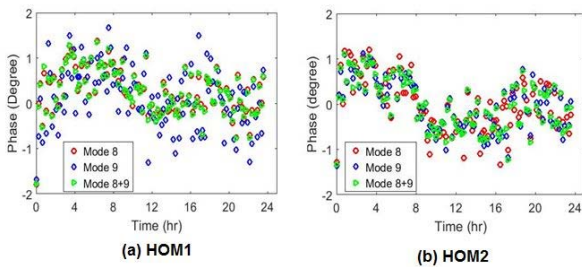 2
1
0
-1
-2
Phase (Degree)
Mode 8
Mode 9
Mode 8+9
0 4 8 12 16 20 24
Time (hr)
(a) HOM1
2
1
0
-1
-2
Phase (degree)
Mode 8
Mode 9
Mode 8+9
0 4 8 12 16 20 24
Time (hr)
(b) HOM2